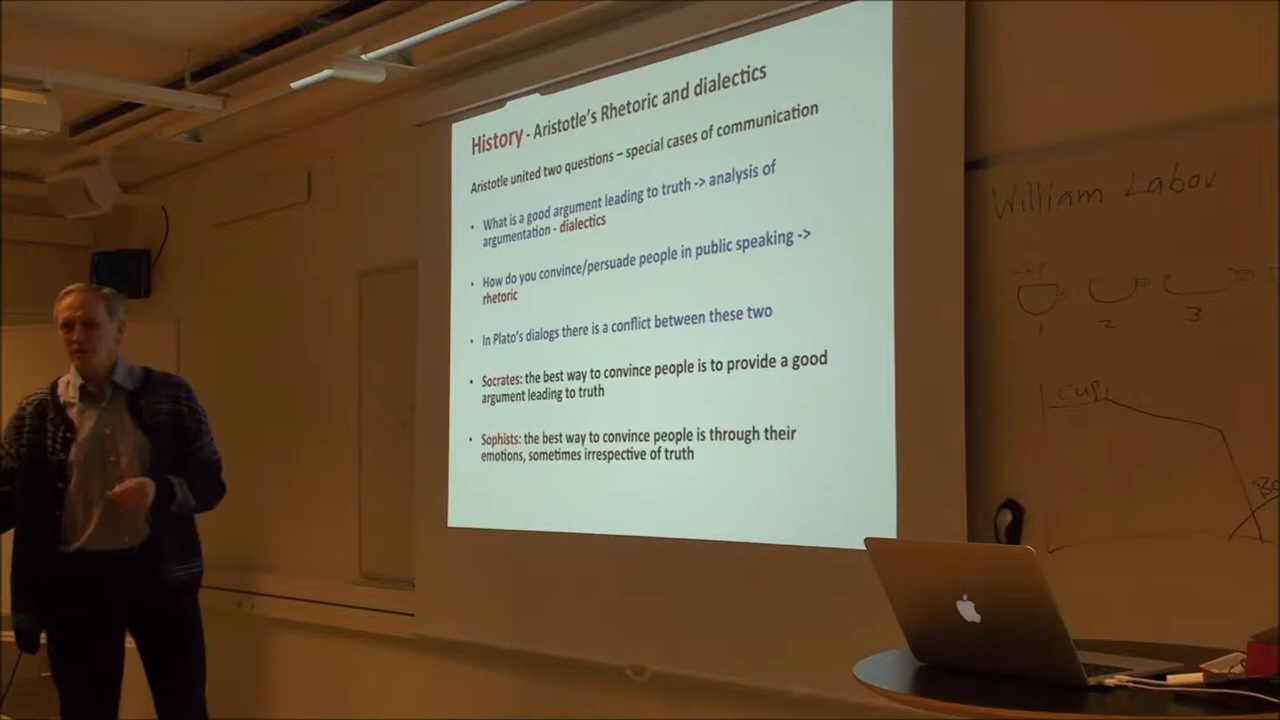 History - Aristotle's Rhetoric and dialectics
Aristotle united two questions – special cases of communication
• What is a good argument leading to truth -> analysis of
argumentation - dialectics
• How do you convince/persuade people in public speaking ->
rhetoric
• In Plato's dialogs there is a conflict between these two
• Socrates: the best way to convince people is to provide a good
argument leading to truth
• Sophists: the best way to convince people is through their
emotions, sometimes irrespective of truth
William Labov
1 2 3
cup